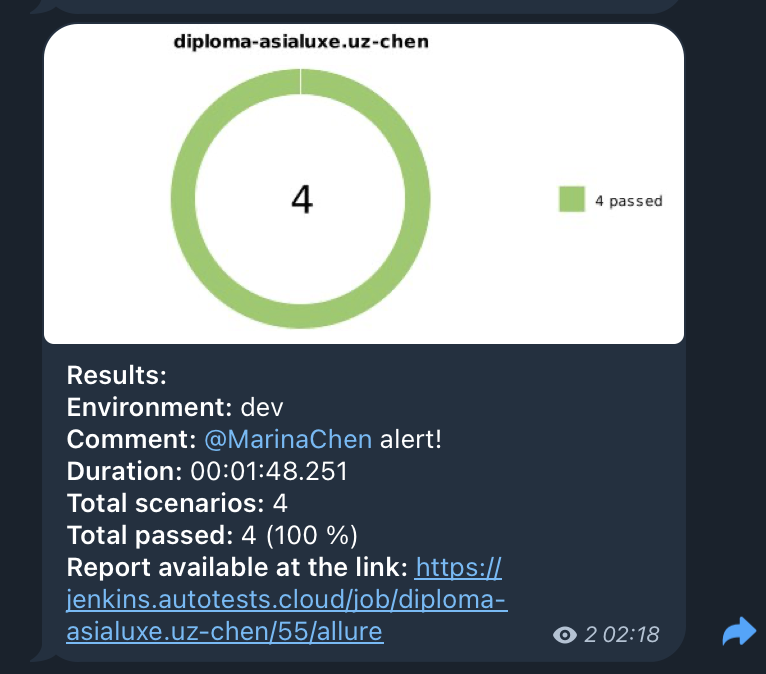 diploma-asialuxe.uz-chen
4
4 passed
Results:
Environment: dev
Comment: @MarinaChen alert!
Duration: 00:01:48.251
Total scenarios: 4
Total passed: 4 (100 %)
Report available at the link: https://
jenkins.autotests.cloud/job/diploma-
asialuxe.uz-chen/55/allure
2 02:18